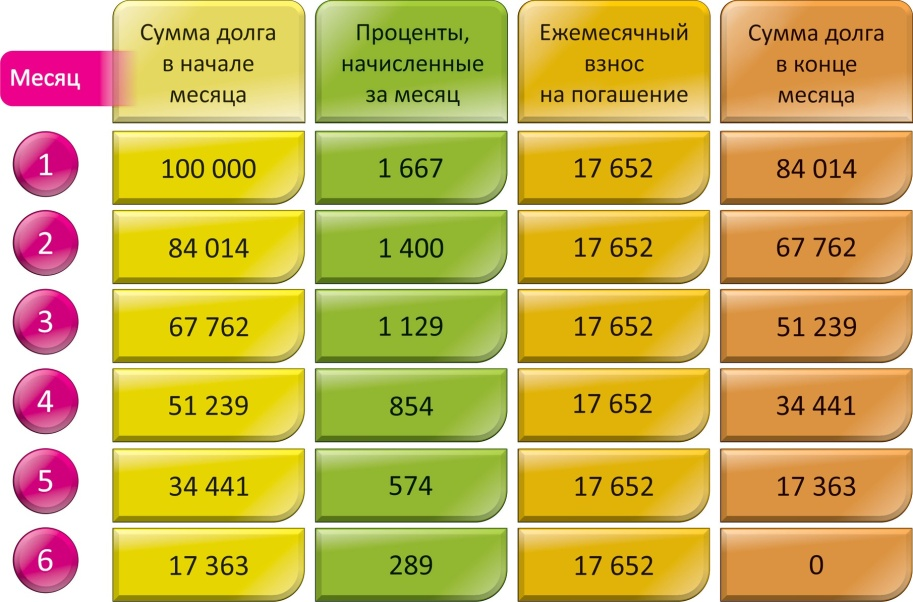 Месяц
Сумма долга
в начале
месяца
Проценты,
начисленные
за месяц
Ежемесячный
взнос
на погашение
Сумма долга
в конце
месяца
1 100 000 1 667 17 652 84 014
2 84 014 1 400 17 652 67 762
3 67 762 1 129 17 652 51 239
4 51 239 854 17 652 34 441
5 34 441 574 17 652 17 363
6 17 363 289 17 652 0